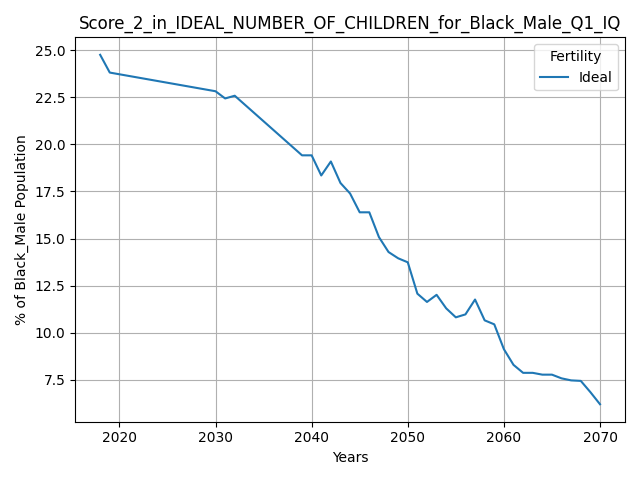 Score_2_in_IDEAL_NUMBER_OF_CHILDREN_for_Black_Male_Q1_IQ
Fertility
Ideal
25.0
22.5
20.0
17.5
15.0
12.5
10.0
7.5
% of Black_Male Population
2020 2030 2040 2050 2060 2070
Years